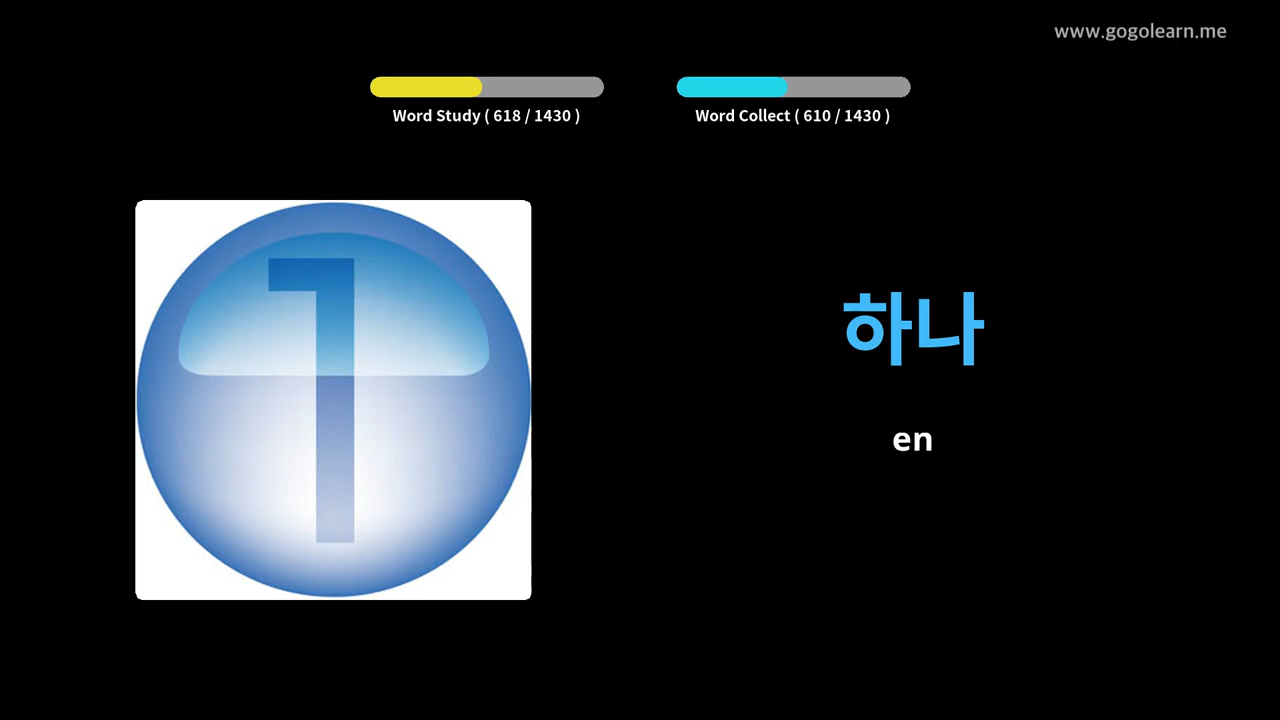 www.gogolearn.me
Word Study ( 618 / 1430 )
Word Collect ( 610 / 1430 )
1
하나
en